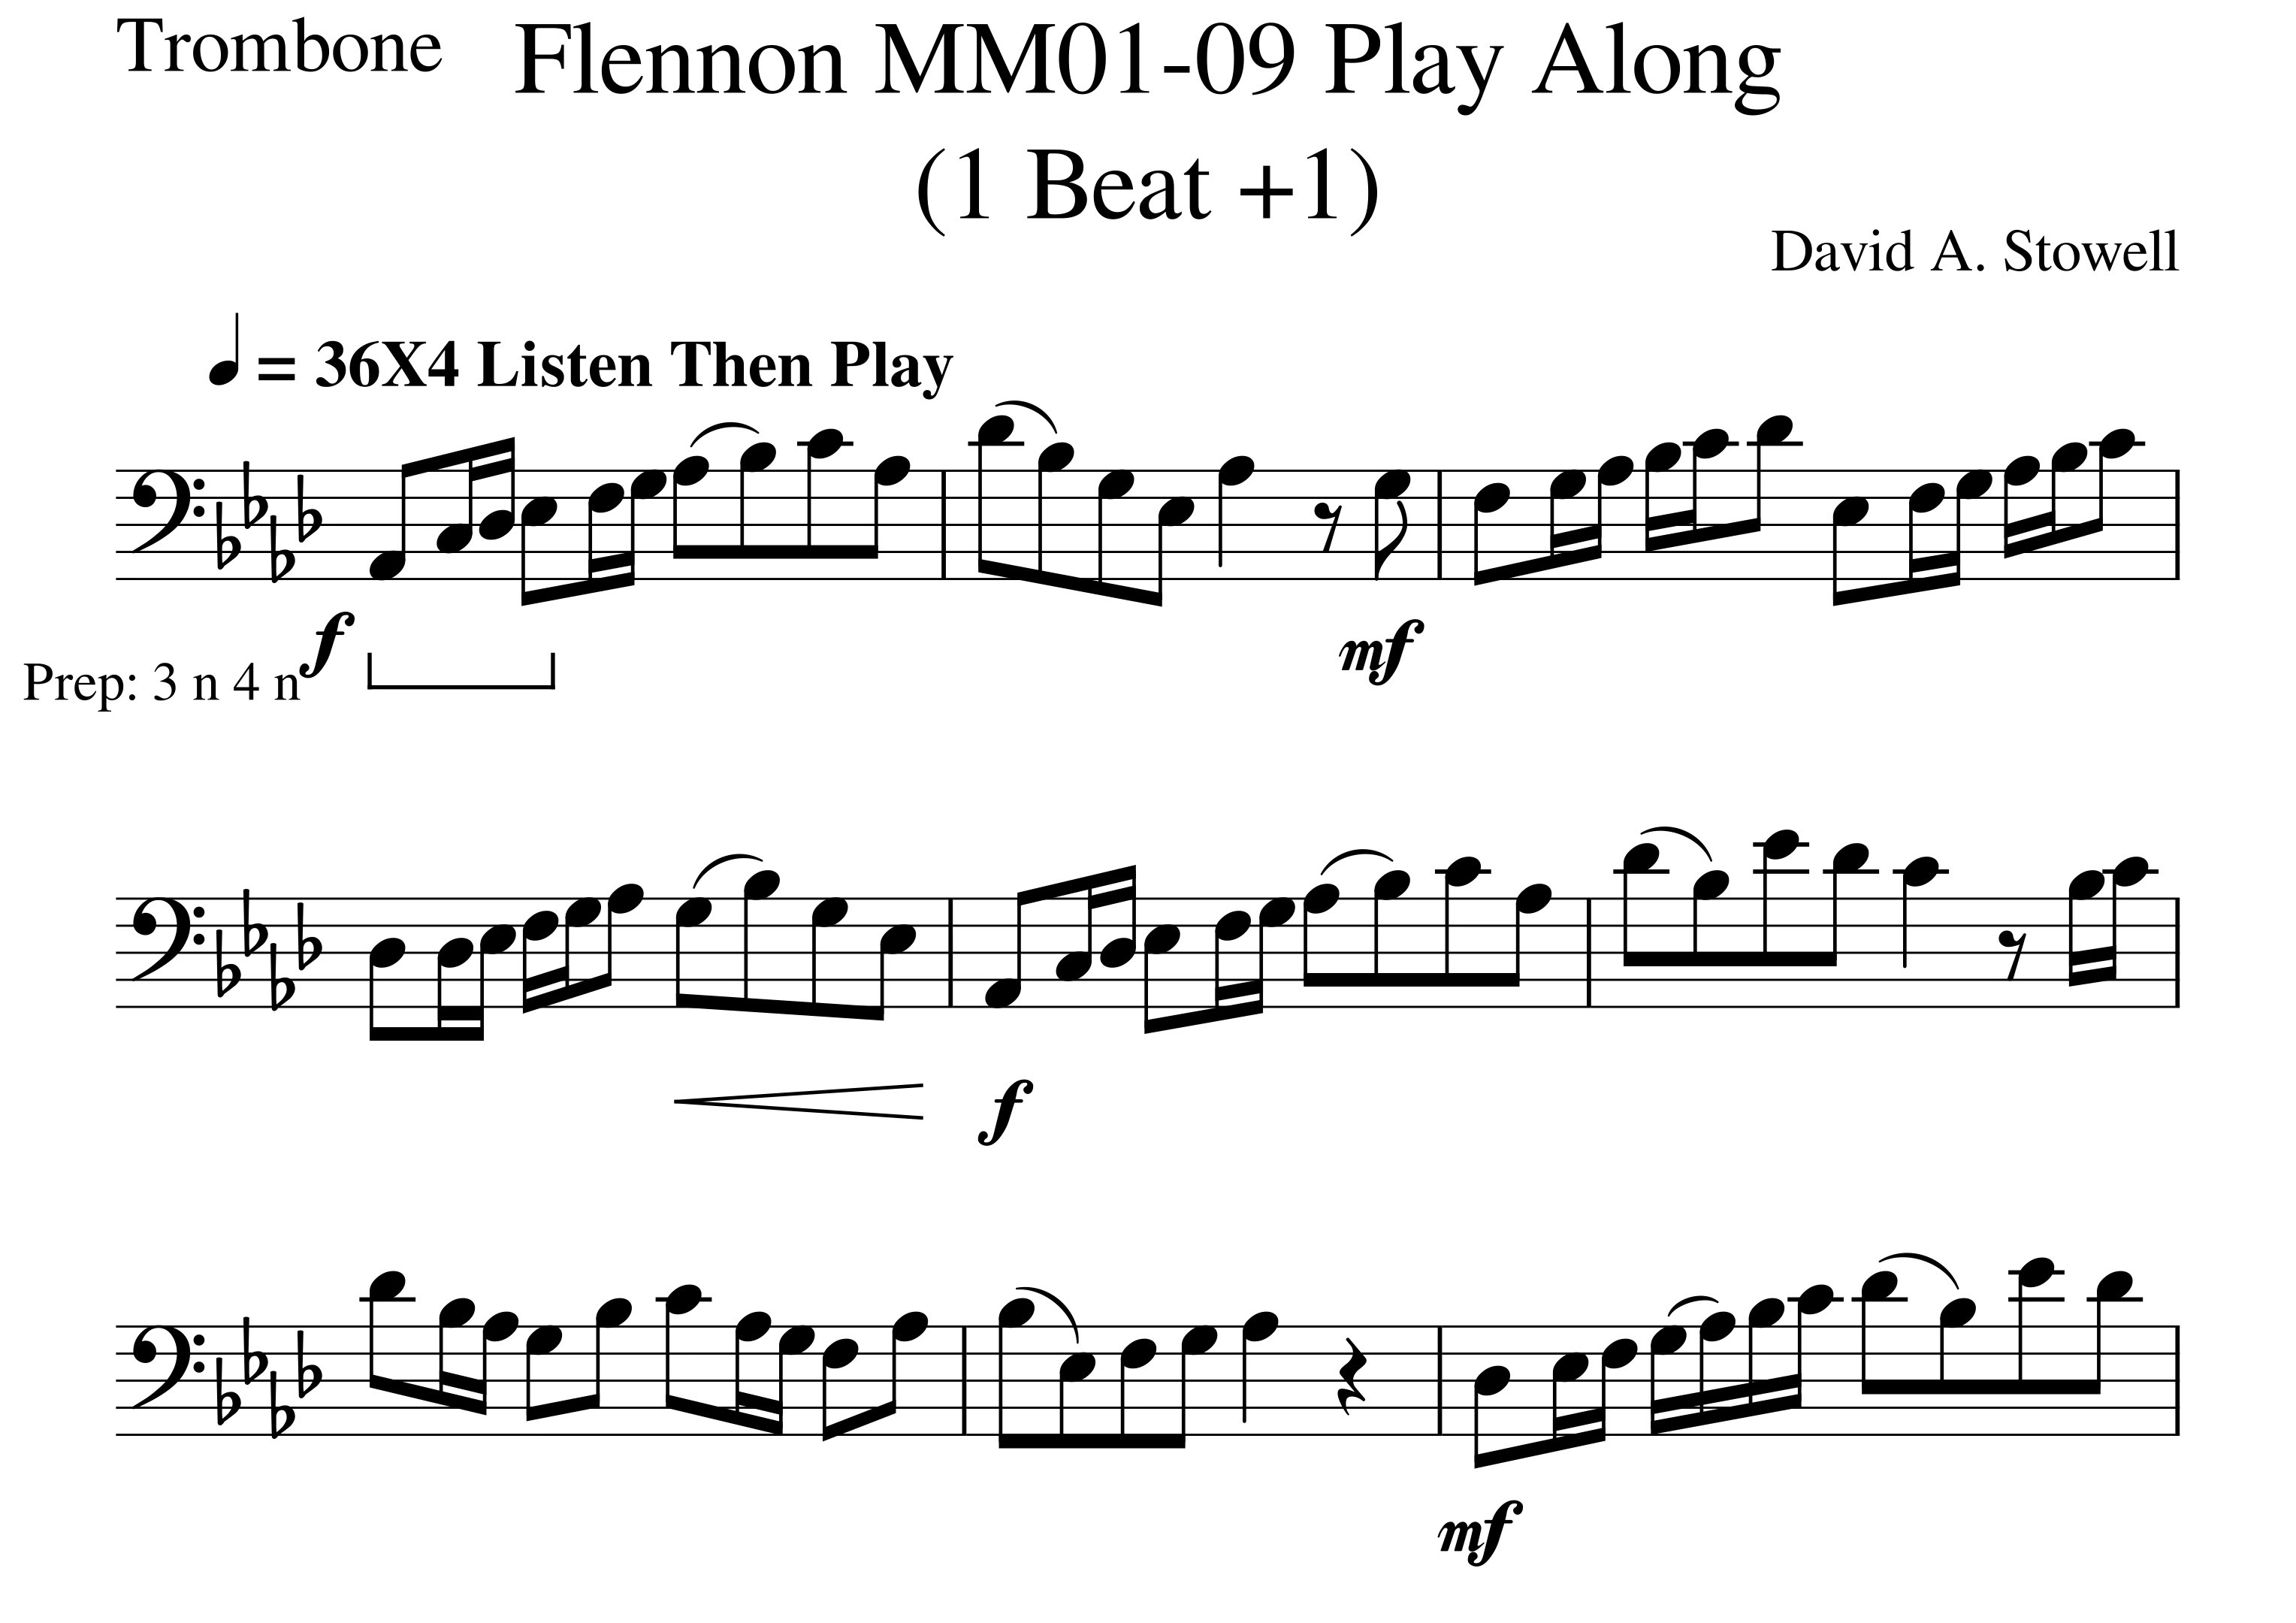 Trombone
Flennon MM01-09 Play Along
(1 Beat +1)
David A. Stowell
= 36X4 Listen Then Play
f
Prep: 3 n 4 n
mf
f
mf